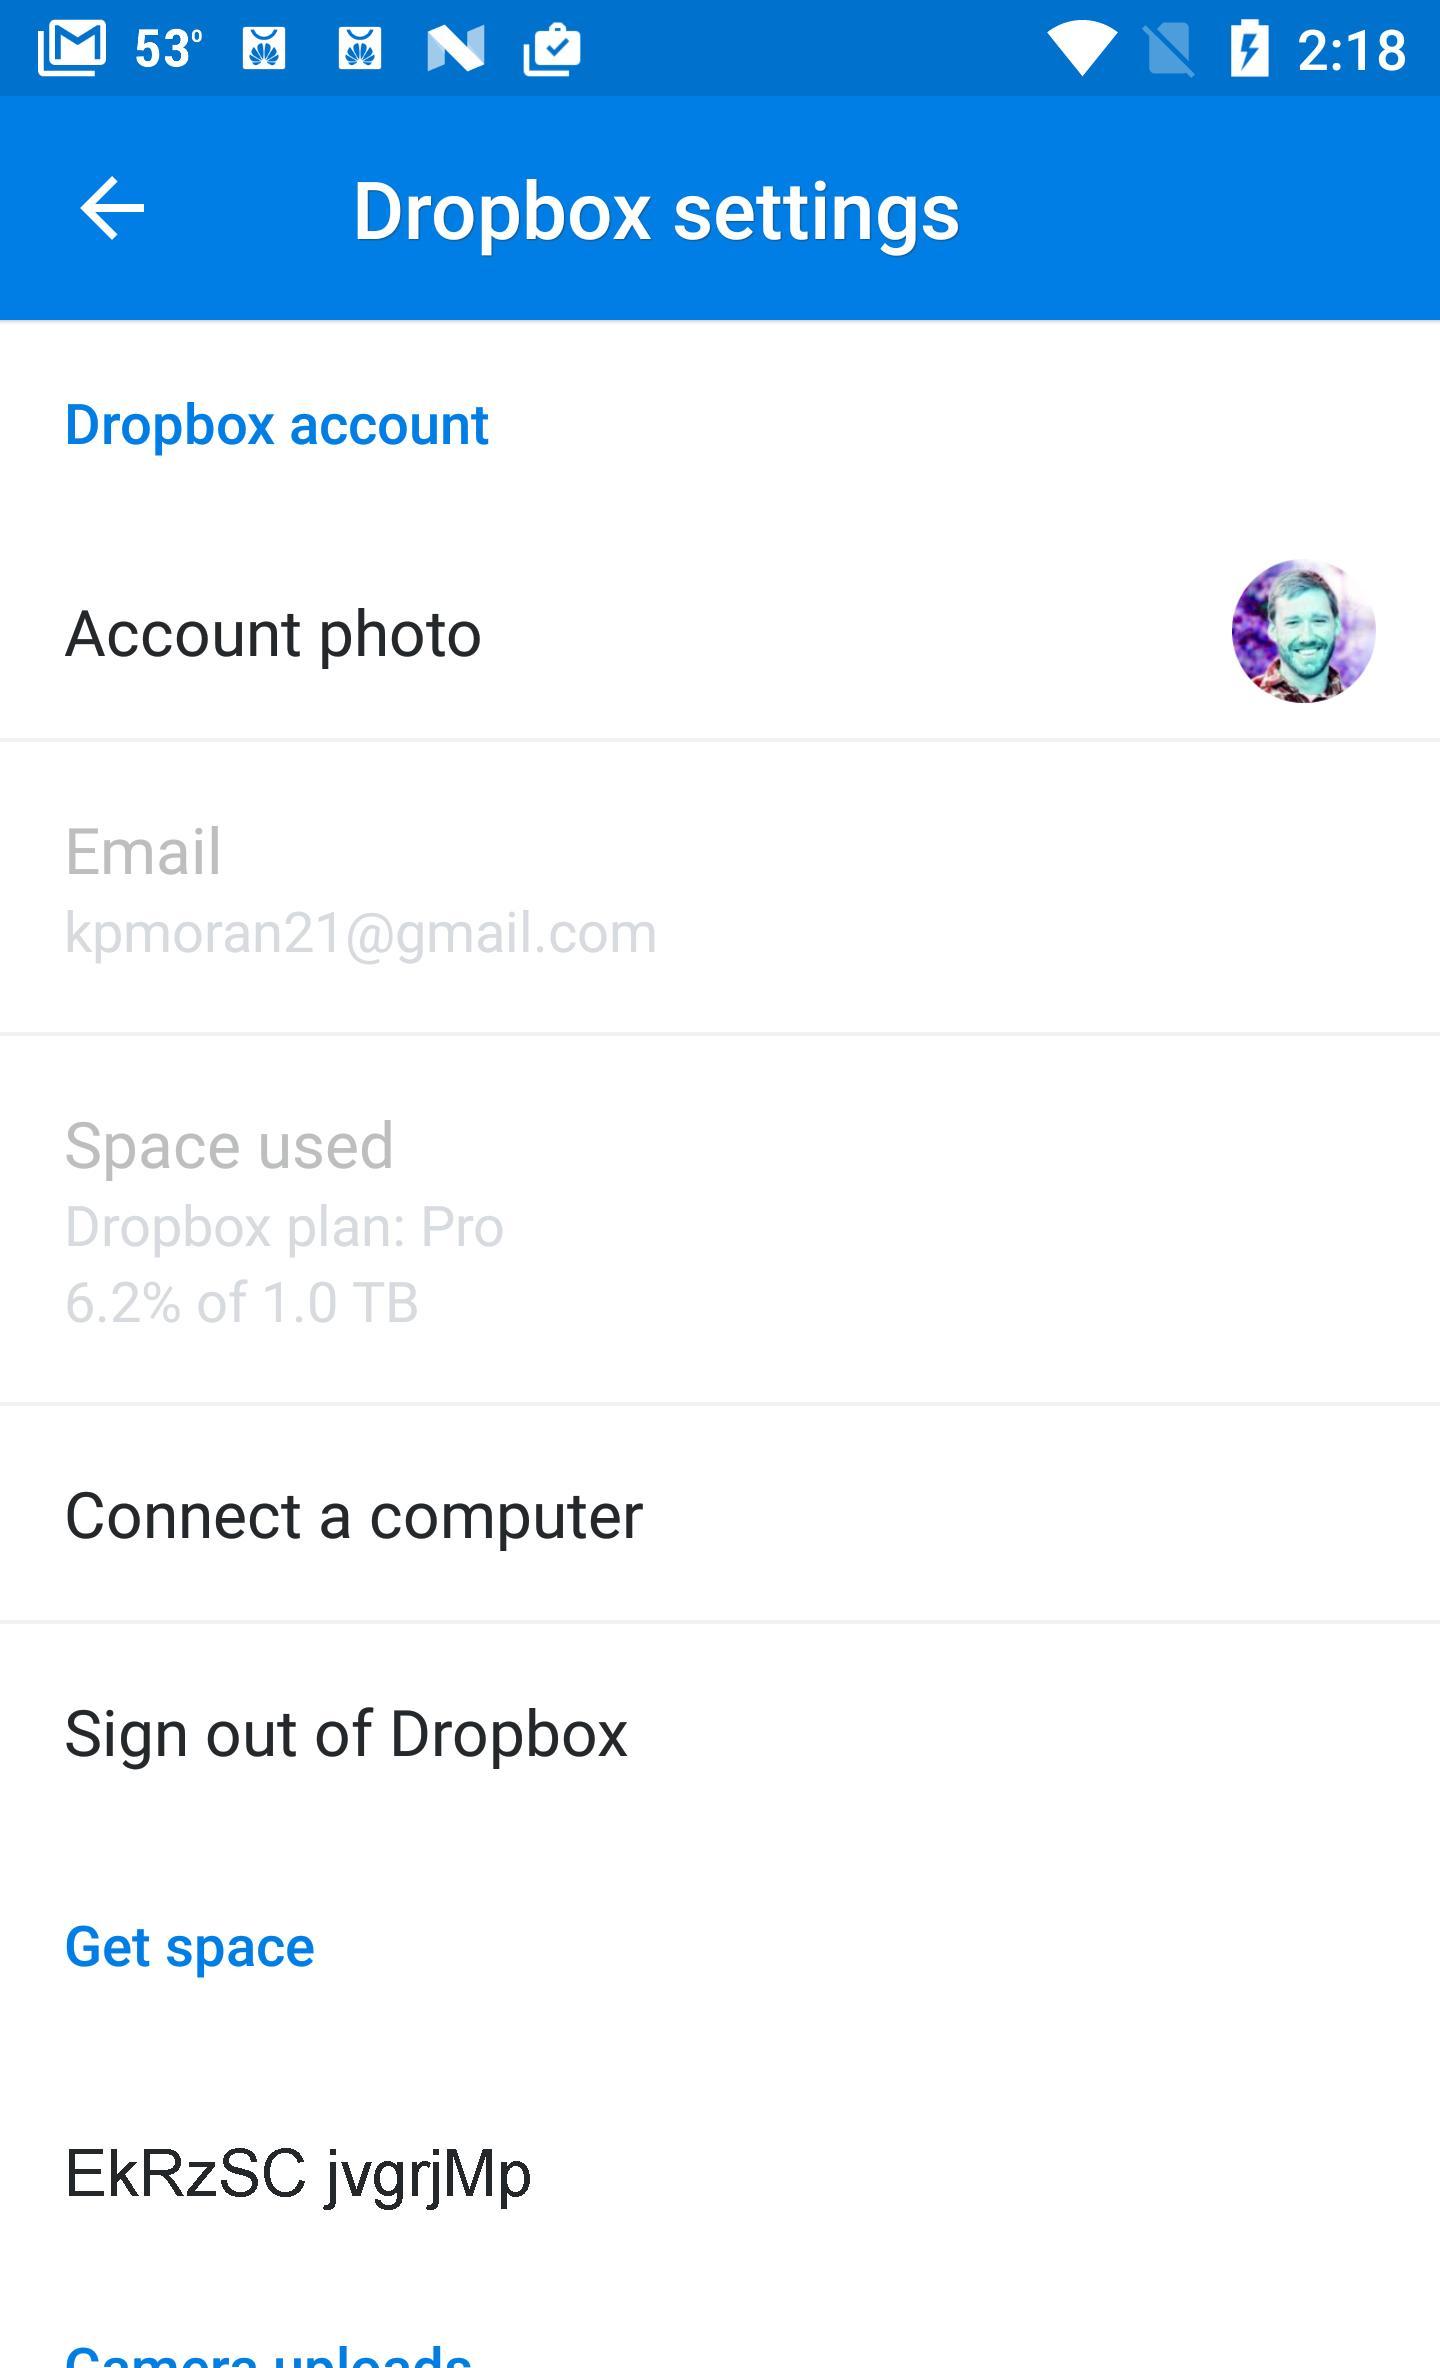 53° 2:18
Dropbox settings
Dropbox account
Account photo
Email
kpmoran21@gmail.com
Space used
Dropbox plan: Pro
6.2% of 1.0 TB
Connect a computer
Sign out of Dropbox
Get space
EkRzSC jvgrjMp
Camera uploads